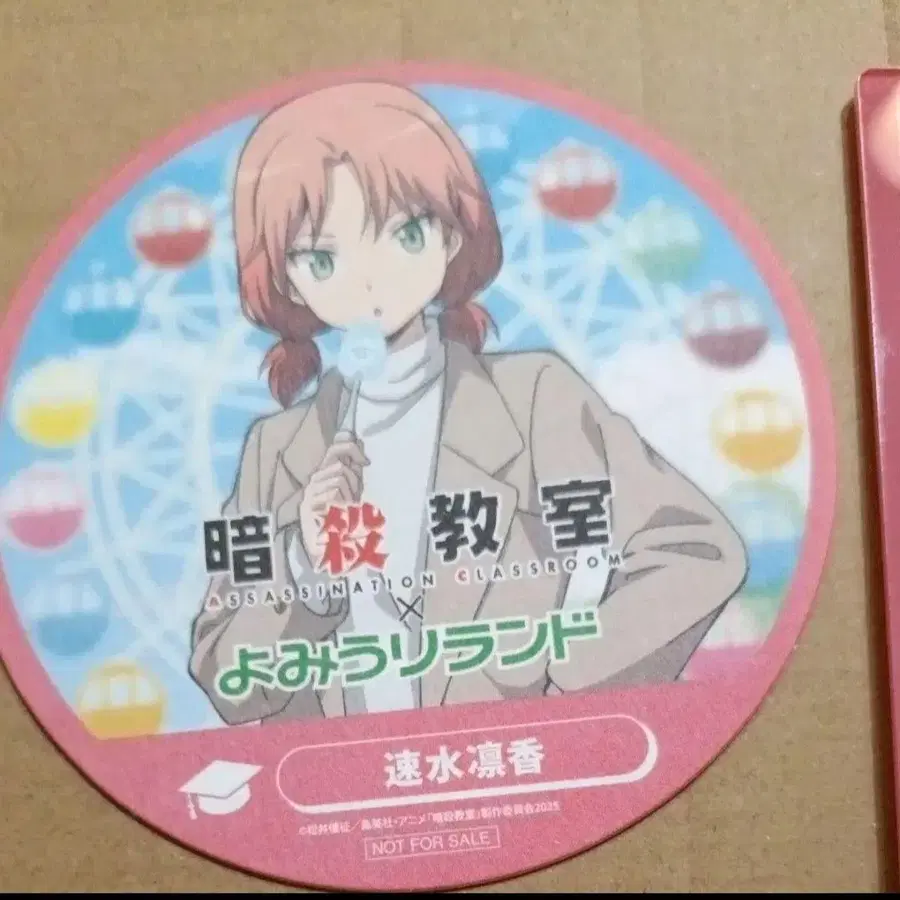 暗殺教室
ASSASSINATION CLASSROOM
×
よみうりランド
速水凛香
©松井優征/集英社・アニメ「暗殺教室」製作委員会2025
NOT FOR SALE